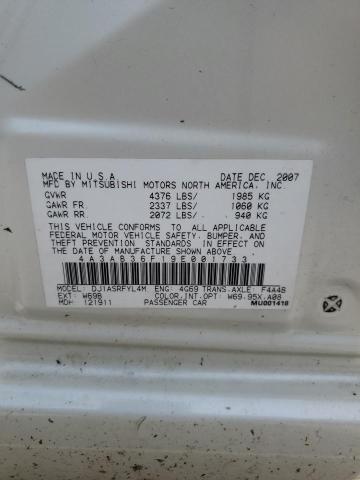 MADE IN U.S.A. DATE DEC. 2007
MFD BY MITSUBISHI MOTORS NORTH AMERICA, INC.
GVWR 4376 LBS/ 1985 KG
GAWR FR. 2337 LBS/ 1060 KG
GAWR RR. 2072 LBS/ 940 KG
THIS VEHICLE CONFORMS TO ALL APPLICABLE
FEDERAL MOTOR VEHICLE SAFETY, BUMPER, AND
THEFT PREVENTION STANDARDS IN EFFECT ON THE
DATE OF MANUFACTURE SHOWN ABOVE.
4A3AB36F19E001733
MODEL: DJ1ASRFYL4M. ENG: 4G69 TRANS.AXLE: F4A4B
EXT: W69B COLOR.INT.OPT: W69.95X.A08
MDH: 121911 PASSENGER CAR MU001418